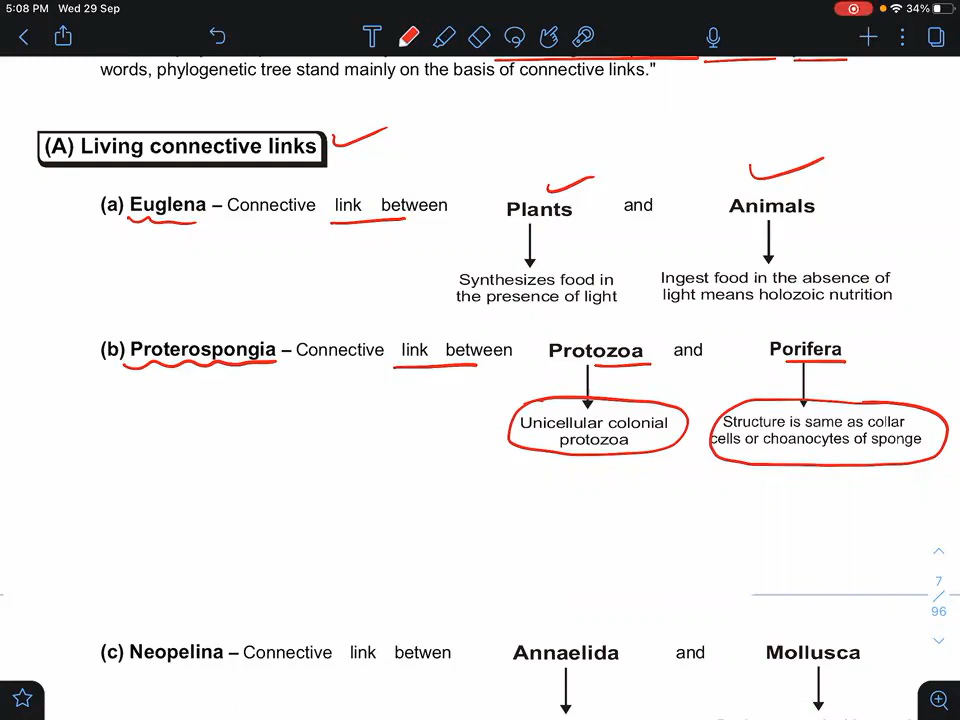 5:08 PM Wed 29 Sep 34%
T
words, phylogenetic tree stand mainly on the basis of connective links."
(A) Living connective links
(a) Euglena – Connective link between Plants and Animals
Synthesizes food in the presence of light
Ingest food in the absence of light means holozoic nutrition
(b) Proterospongia – Connective link between Protozoa and Porifera
Unicellular colonial protozoa
Structure is same as collar cells or choanocytes of sponge
7
96
(c) Neopelina – Connective link betwen Annaelida and Mollusca